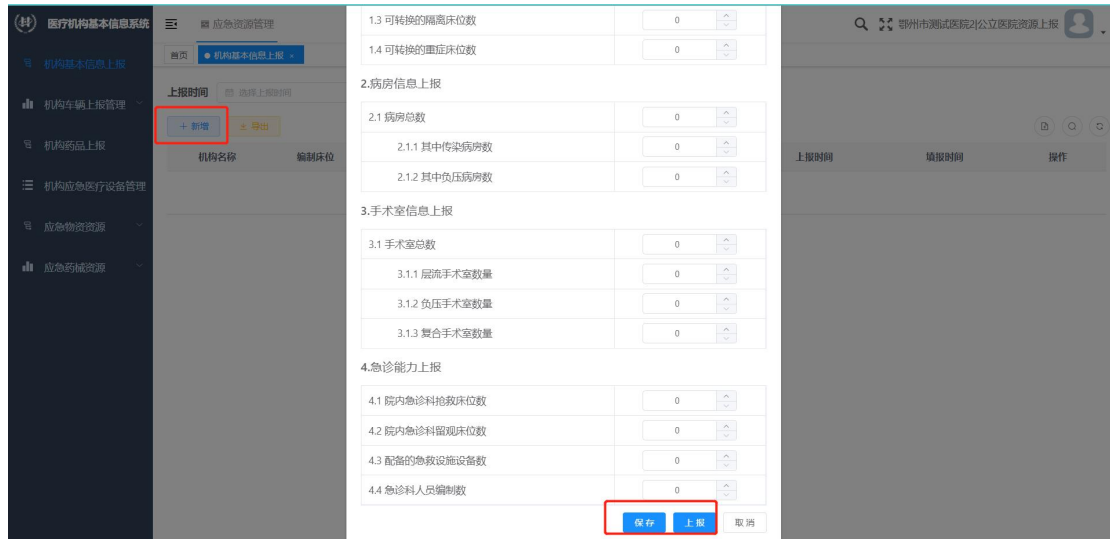 医疗机构基本信息系统
应急资源管理
鄂州市测试医院2|公立医院资源上报
首页
机构基本信息上报 ×
机构基本信息上报
机构车辆上报管理
机构药品上报
机构应急医疗设备管理
应急物资资源
应急药械资源
上报时间 选择上报时间
+ 新增
导出
机构名称 编制床位 上报时间 填报时间 操作
1.3 可转换的隔离床位数 0
1.4 可转换的重症床位数 0
2.病房信息上报
2.1 病房总数 0
2.1.1 其中传染病房数 0
2.1.2 其中负压病房数 0
3.手术室信息上报
3.1 手术室总数 0
3.1.1 层流手术室数量 0
3.1.2 负压手术室数量 0
3.1.3 复合手术室数量 0
4.急诊能力上报
4.1 院内急诊科抢救床位数 0
4.2 院内急诊科留观床位数 0
4.3 配备的急救设施设备数 0
4.4 急诊科人员编制数 0
保存 上报 取消